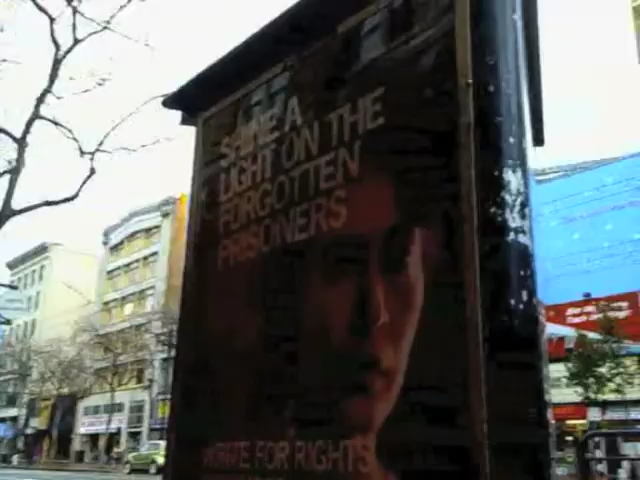 SHINE A
LIGHT ON THE
FORGOTTEN
PRISONERS
WRITE FOR RIGHTS